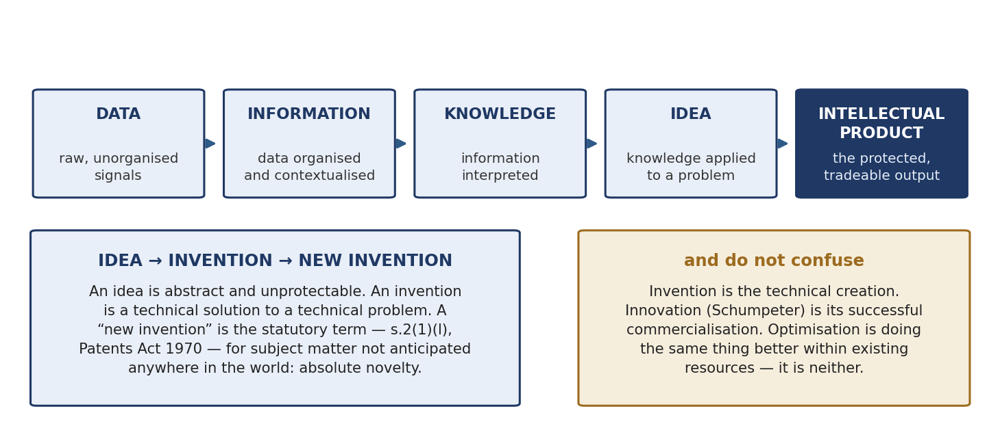 DATA
raw, unorganised
signals
INFORMATION
data organised
and contextualised
KNOWLEDGE
information
interpreted
IDEA
knowledge applied
to a problem
INTELLECTUAL
PRODUCT
the protected,
tradeable output
IDEA → INVENTION → NEW INVENTION
An idea is abstract and unprotectable. An invention
is a technical solution to a technical problem. A
“new invention” is the statutory term — s.2(1)(l),
Patents Act 1970 — for subject matter not anticipated
anywhere in the world: absolute novelty.
and do not confuse
Invention is the technical creation.
Innovation (Schumpeter) is its successful
commercialisation. Optimisation is doing
the same thing better within existing
resources — it is neither.